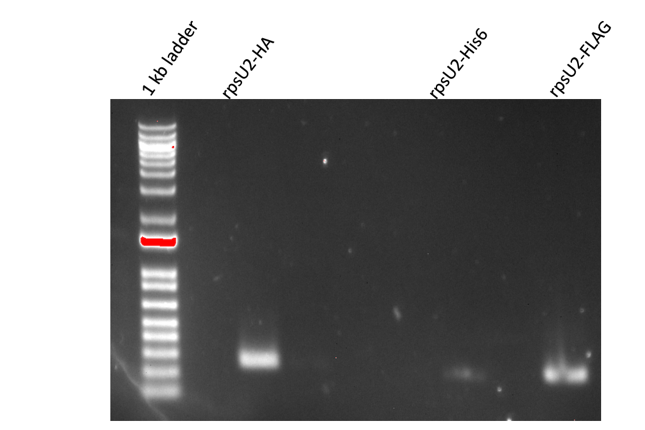 1 kb ladder
rpsU2-HA
rpsU2-His6
rpsU2-FLAG